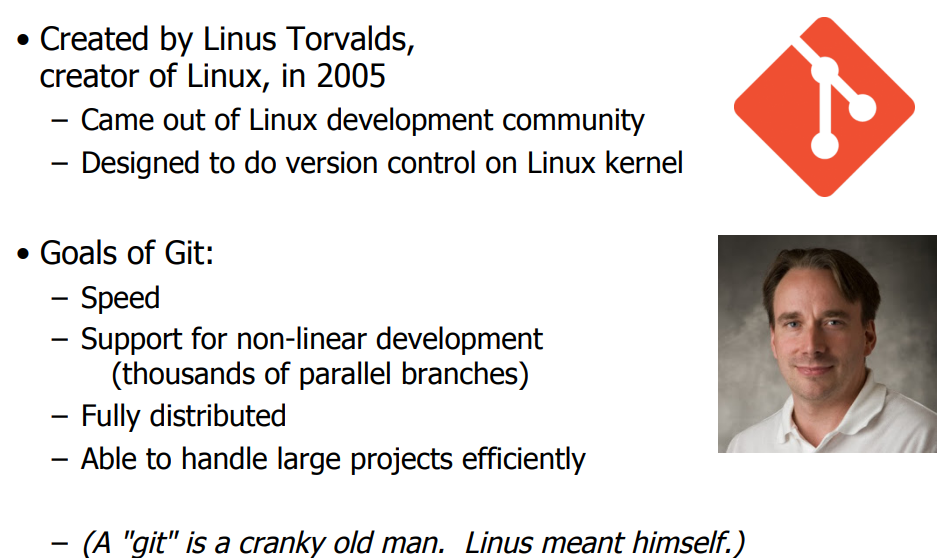 • Created by Linus Torvalds,
creator of Linux, in 2005
– Came out of Linux development community
– Designed to do version control on Linux kernel
• Goals of Git:
– Speed
– Support for non-linear development
(thousands of parallel branches)
– Fully distributed
– Able to handle large projects efficiently
– (A "git" is a cranky old man.  Linus meant himself.)